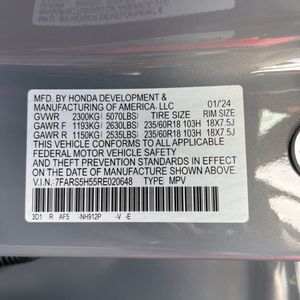 MFD. BY HONDA DEVELOPMENT &
MANUFACTURING OF AMERICA, LLC 01/'24
GVWR 2300KG( 5070LBS) TIRE SIZE RIM SIZE
GAWR F 1193KG( 2630LBS) 235/60R18 103H 18X7.5J
GAWR R 1150KG( 2535LBS) 235/60R18 103H 18X7.5J
THIS VEHICLE CONFORMS TO ALL APPLICABLE
FEDERAL MOTOR VEHICLE SAFETY STANDARDS
IN EFFECT ON THE DATE OF MANUFACTURE SHOWN ABOVE.
V.I.N. 7FARS5H55RE020648 TYPE: MPV
3D1 R AF5 -NH912P -V -E